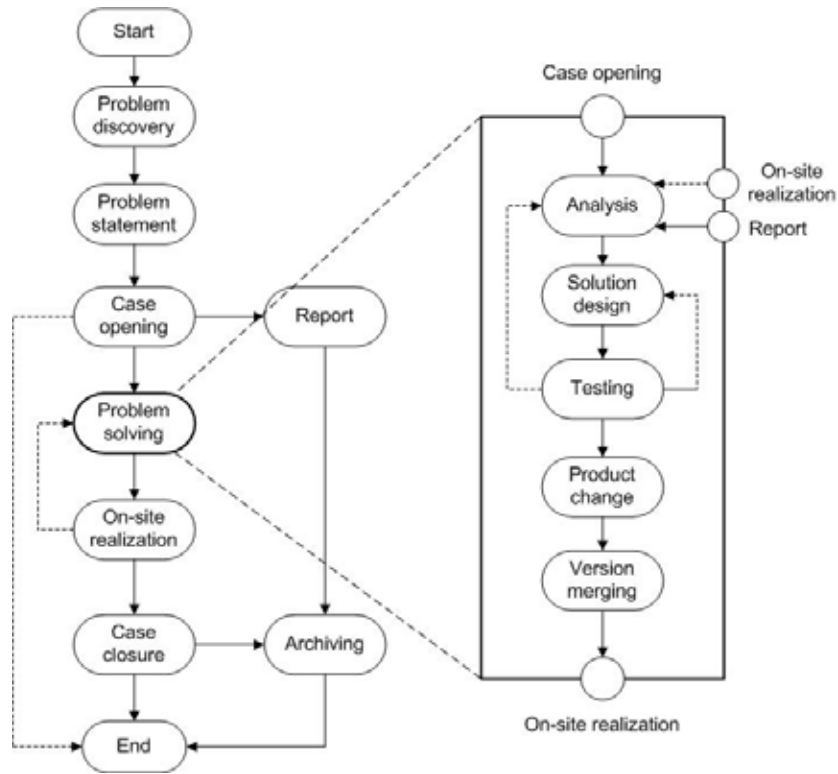 Start
Problem
discovery
Problem
statement
Case
opening
Report
Problem
solving
On-site
realization
Case
closure
Archiving
End
Case opening
On-site
realization
Report
Analysis
Solution
design
Testing
Product
change
Version
merging
On-site realization